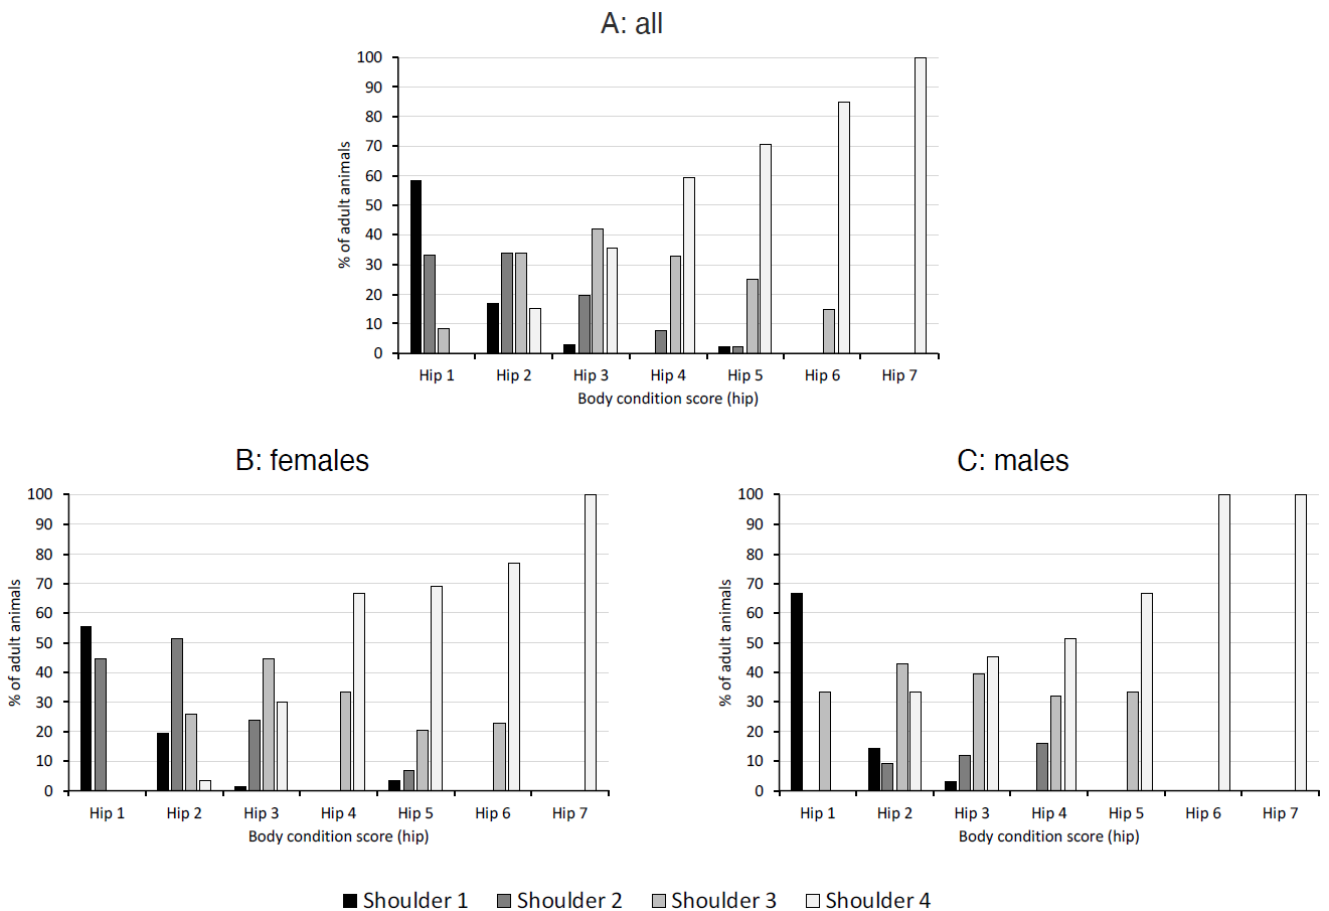 A: all
100
90
80
70
60
50
40
30
20
10
0
% of adult animals
Hip 1 Hip 2 Hip 3 Hip 4 Hip 5 Hip 6 Hip 7
Body condition score (hip)
B: females
100
90
80
70
60
50
40
30
20
10
0
% of adult animals
Hip 1 Hip 2 Hip 3 Hip 4 Hip 5 Hip 6 Hip 7
Body condition score (hip)
C: males
100
90
80
70
60
50
40
30
20
10
0
% of adult animals
Hip 1 Hip 2 Hip 3 Hip 4 Hip 5 Hip 6 Hip 7
Body condition score (hip)
Shoulder 1 Shoulder 2 Shoulder 3 Shoulder 4